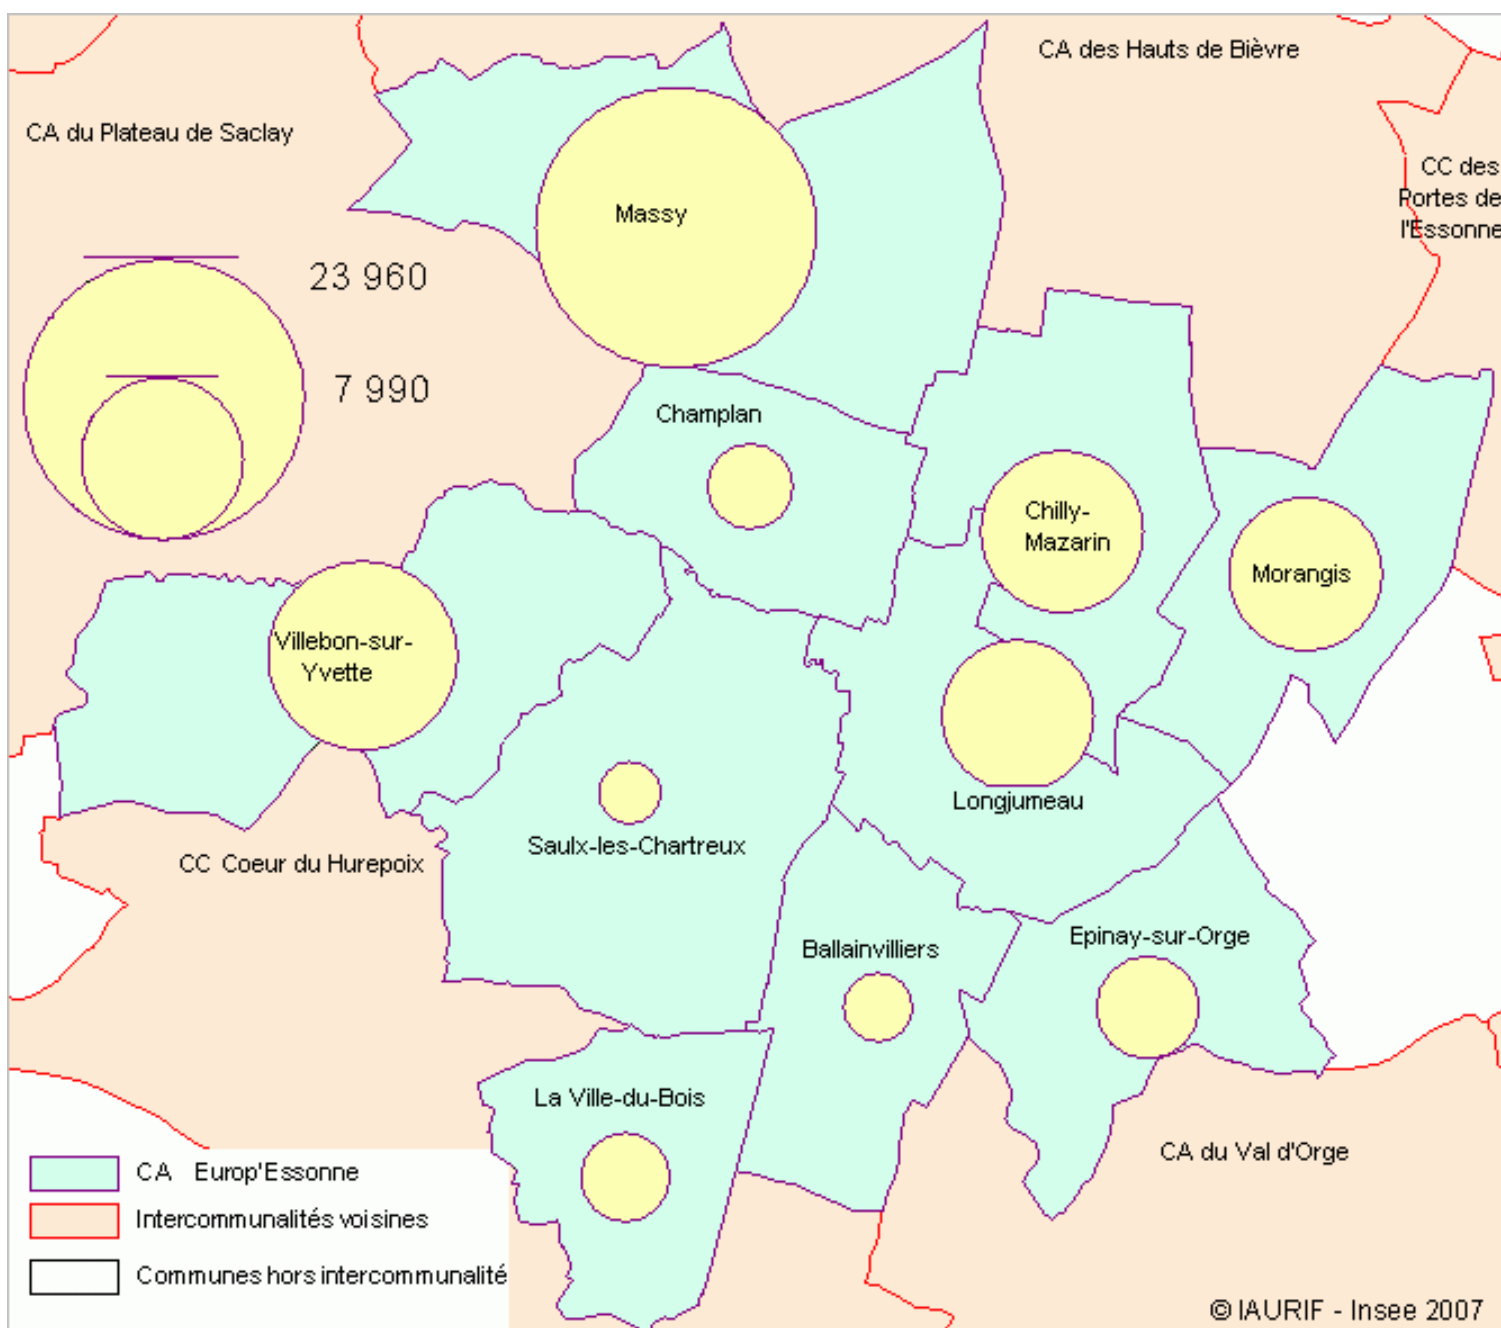 CA des Hauts de Bièvre
CA du Plateau de Saclay
CC des
Portes de
l'Essonne
Massy
23 960
7 990
Champlan
Chilly-
Mazarin
Morangis
Villebon-sur-
Yvette
Longjumeau
Saulx-les-Chartreux
CC Coeur du Hurepoix
Ballainvilliers
Epinay-sur-Orge
La Ville-du-Bois
CA du Val d'Orge
CA Europ'Essonne
Intercommunalités voisines
Communes hors intercommunalité
© IAURIF - Insee 2007